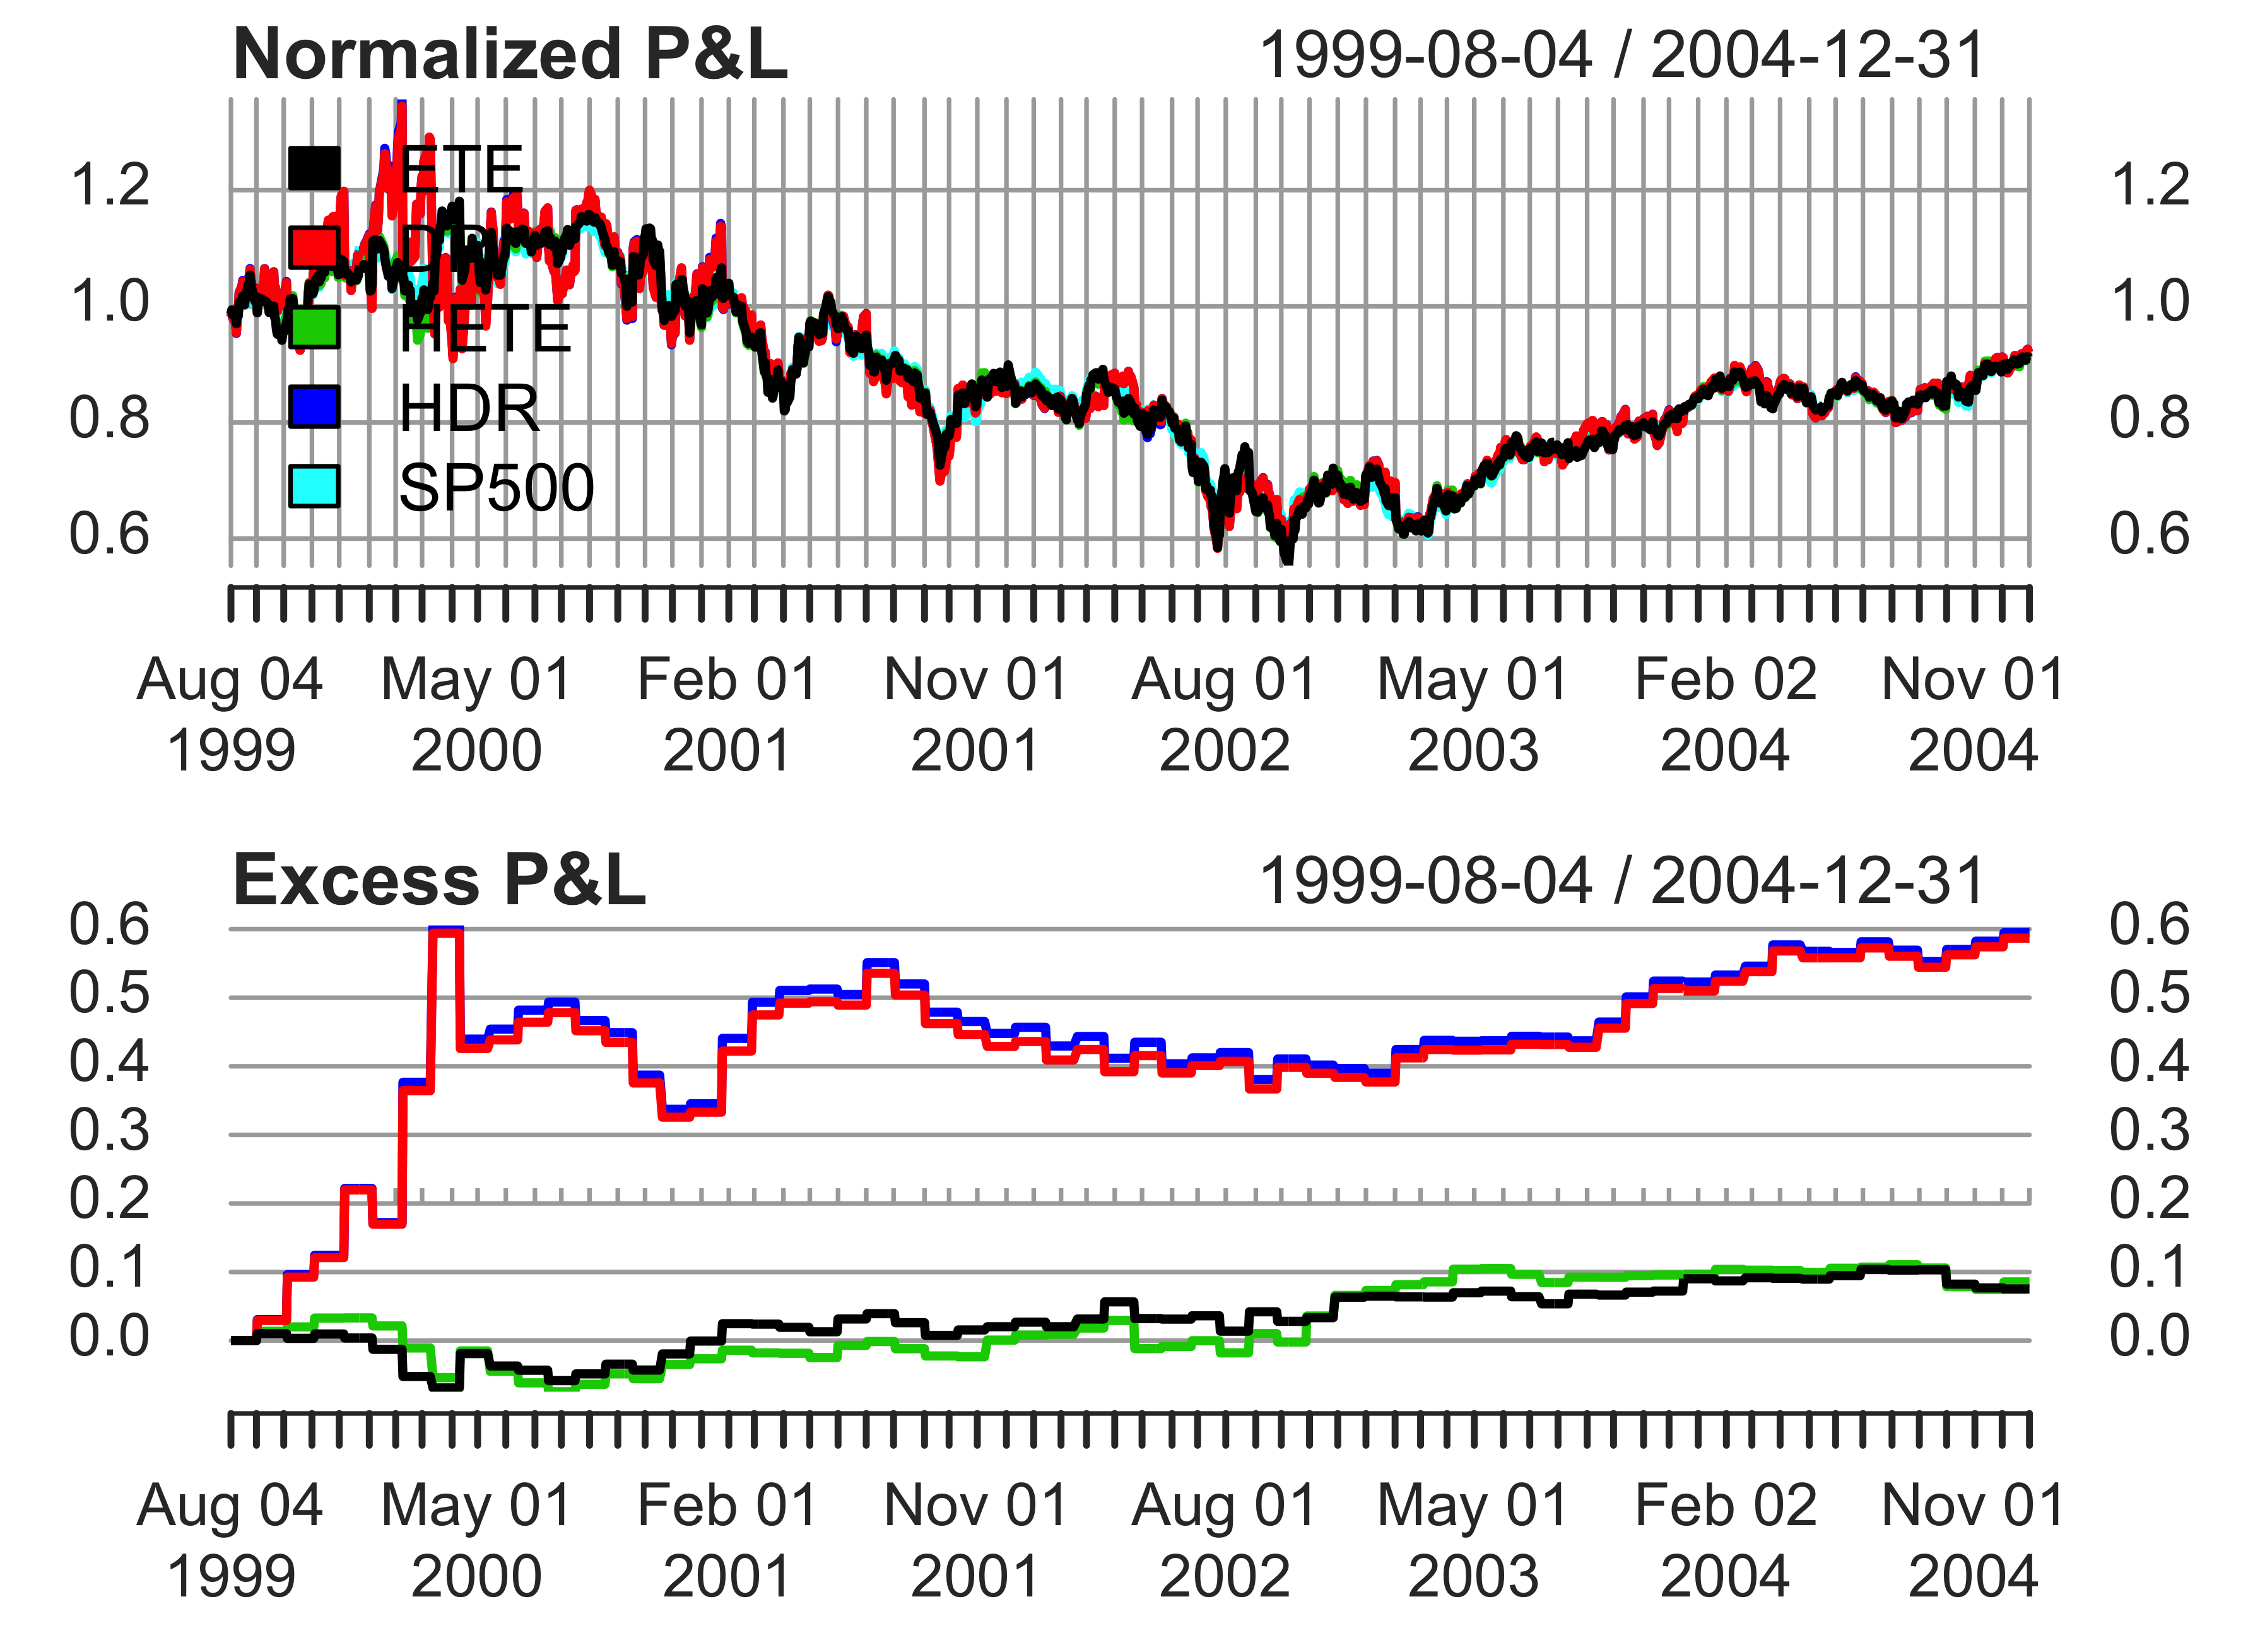 Normalized P&L 1999-08-04 / 2004-12-31
1.2 1.2
1.0 1.0
0.8 0.8
0.6 0.6
ETE
DR
HETE
HDR
SP500
Aug 04 May 01 Feb 01 Nov 01 Aug 01 May 01 Feb 02 Nov 01
1999 2000 2001 2001 2002 2003 2004 2004
Excess P&L 1999-08-04 / 2004-12-31
0.6 0.6
0.5 0.5
0.4 0.4
0.3 0.3
0.2 0.2
0.1 0.1
0.0 0.0
Aug 04 May 01 Feb 01 Nov 01 Aug 01 May 01 Feb 02 Nov 01
1999 2000 2001 2001 2002 2003 2004 2004